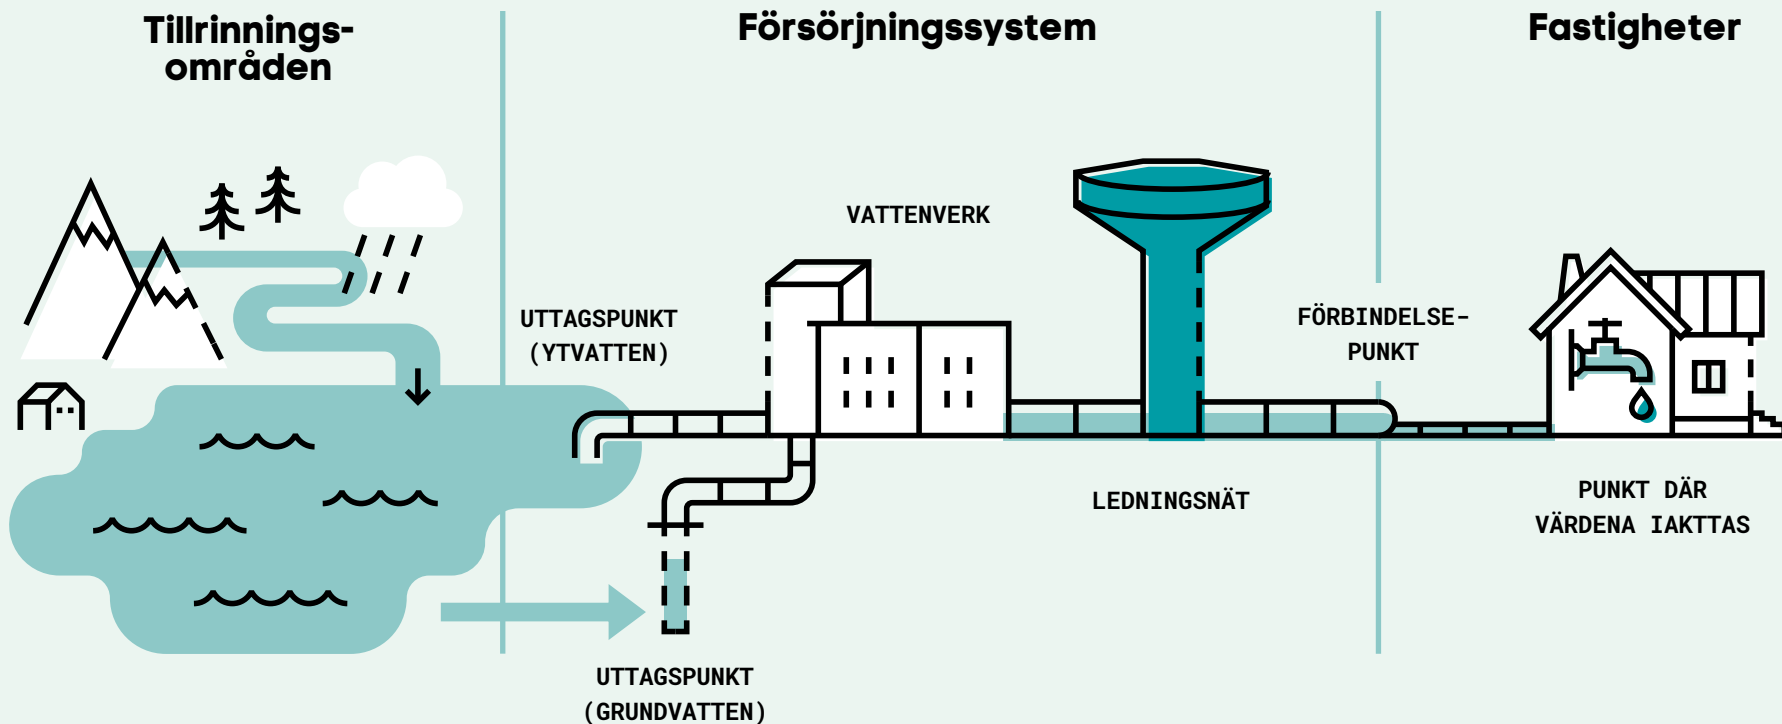 Tillrinnings-
områden
Försörjningssystem
Fastigheter
VATTENVERK
UTTAGSPUNKT
(YTVATTEN)
FÖRBINDELSE-
PUNKT
LEDNINGSNÄT
PUNKT DÄR
VÄRDENA IAKTTAS
UTTAGSPUNKT
(GRUNDVATTEN)